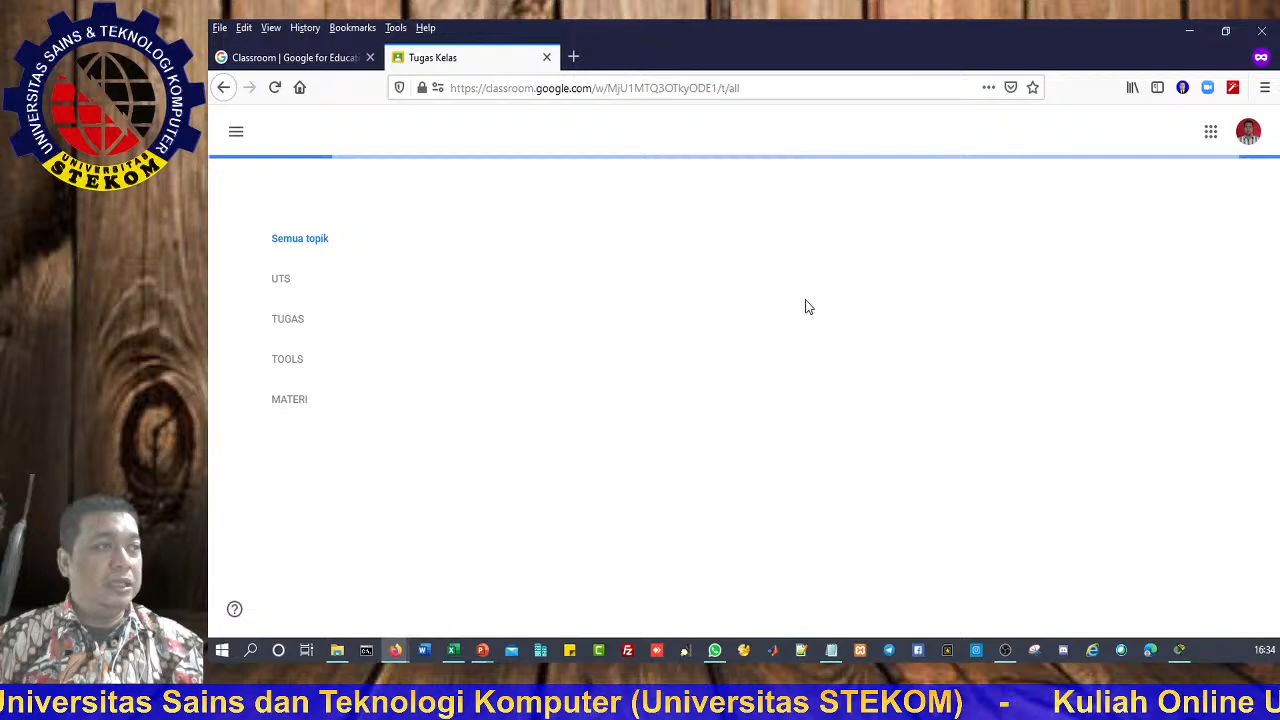 UNIVERSITAS SAINS & TEKNOLOGI KOMPUTER
UNIVERSITAS
STEKOM
File Edit View History Bookmarks Tools Help
Classroom | Google for Educati
Tugas Kelas
https://classroom.google.com/w/MjU1MTQ3OTkyODE1/t/all
Semua topik
UTS
TUGAS
TOOLS
MATERI
16:34
Universitas Sains dan Teknologi Komputer (Universitas STEKOM) - Kuliah Online U